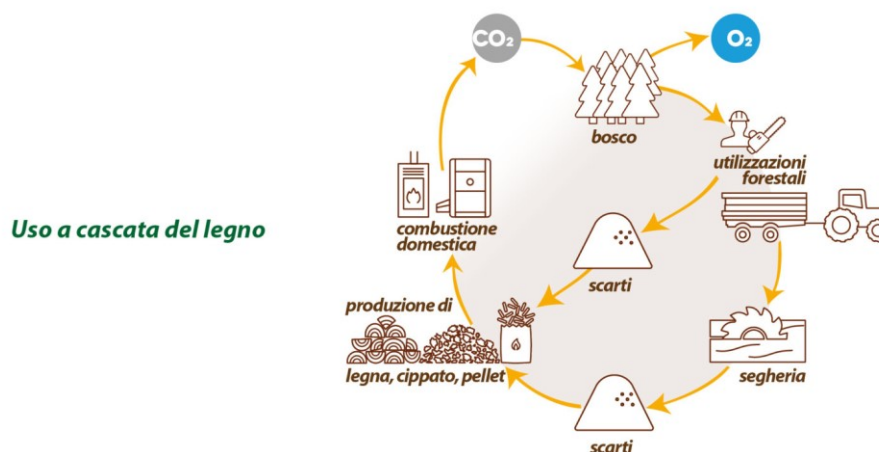 CO₂
O₂
bosco
utilizzazioni
forestali
Uso a cascata del legno
combustione
domestica
scarti
produzione di
legna, cippato, pellet
segheria
scarti